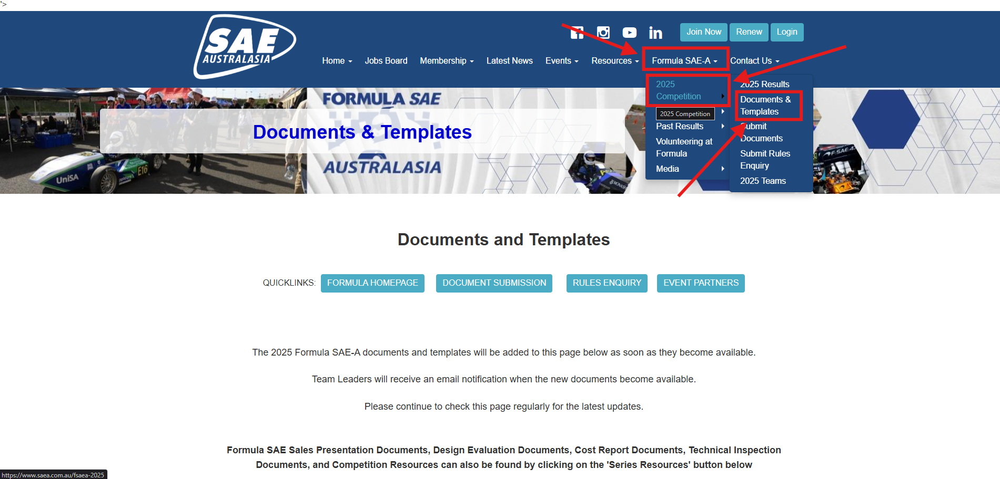 ">
SAE
AUSTRALASIA
Join Now
Renew
Login
Home
Jobs Board
Membership
Latest News
Events
Resources
Formula SAE-A
Contact Us
2025
Competition
2025 Competition
Past Results
Volunteering at
Formula
Media
2025 Results
Documents &
Templates
Submit
Documents
Submit Rules
Enquiry
2025 Teams
FORMULA SAE
AUSTRALASIA
Documents & Templates
UniSA
E16
MONASH
Documents and Templates
QUICKLINKS:
FORMULA HOMEPAGE
DOCUMENT SUBMISSION
RULES ENQUIRY
EVENT PARTNERS
The 2025 Formula SAE-A documents and templates will be added to this page below as soon as they become available.
Team Leaders will receive an email notification when the new documents become available.
Please continue to check this page regularly for the latest updates.
Formula SAE Sales Presentation Documents, Design Evaluation Documents, Cost Report Documents, Technical Inspection
Documents, and Competition Resources can also be found by clicking on the 'Series Resources' button below
https://www.saea.com.au/fsaea-2025